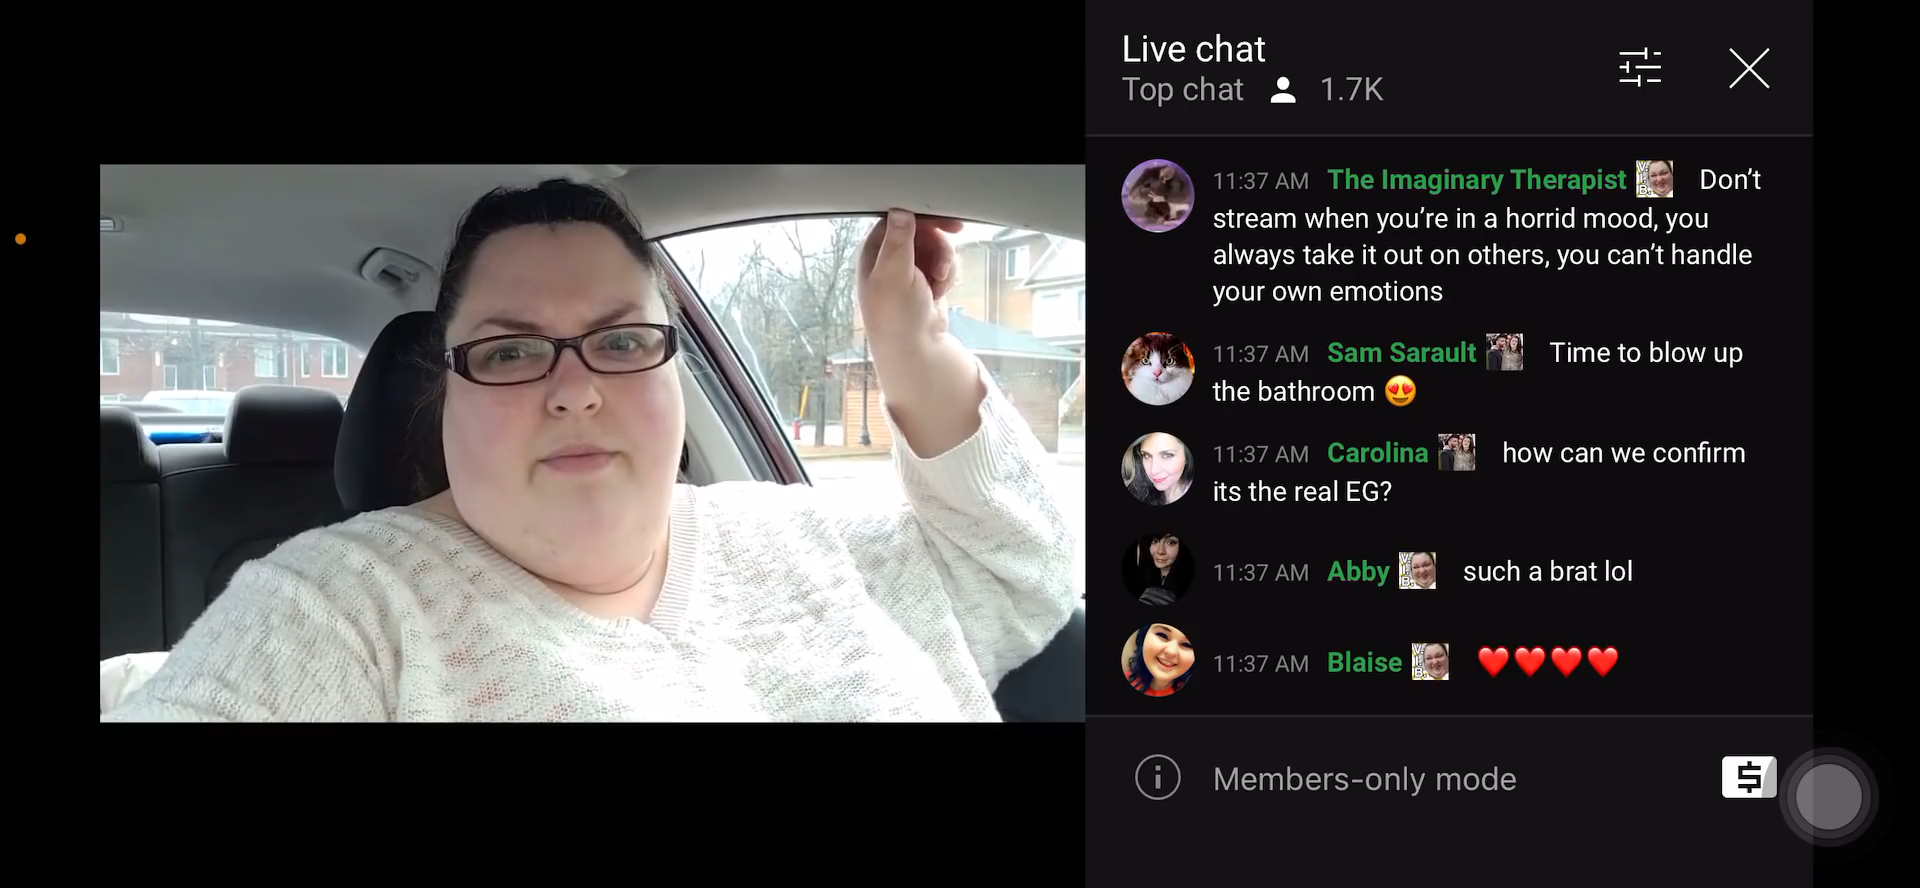 Live chat
Top chat 1.7K
11:37 AM The Imaginary Therapist Don’t
stream when you’re in a horrid mood, you
always take it out on others, you can’t handle
your own emotions
11:37 AM Sam Sarault Time to blow up
the bathroom 😍
11:37 AM Carolina how can we confirm
its the real EG?
11:37 AM Abby such a brat lol
11:37 AM Blaise ❤️❤️❤️❤️
Members-only mode